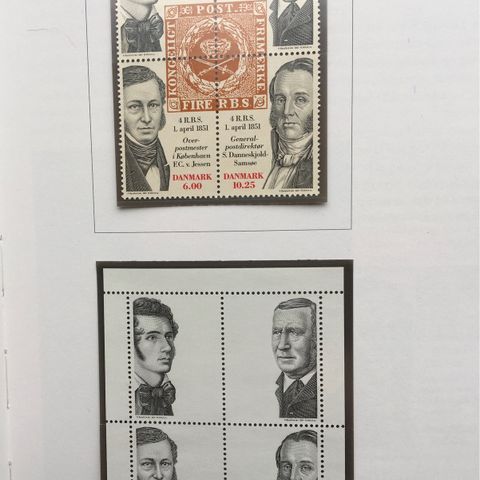 KONGELIGT
POST
FRIMÆRKE
FIRE R.B.S.
4 R.B.S.
1. april 1851
Over-
postmester
i København
F.C. v. Jessen
DANMARK
6.00
4 R.B.S.
1. april 1851
General-
postdirektør
S. Danneskjold-
Samsøe
DANMARK
10.25